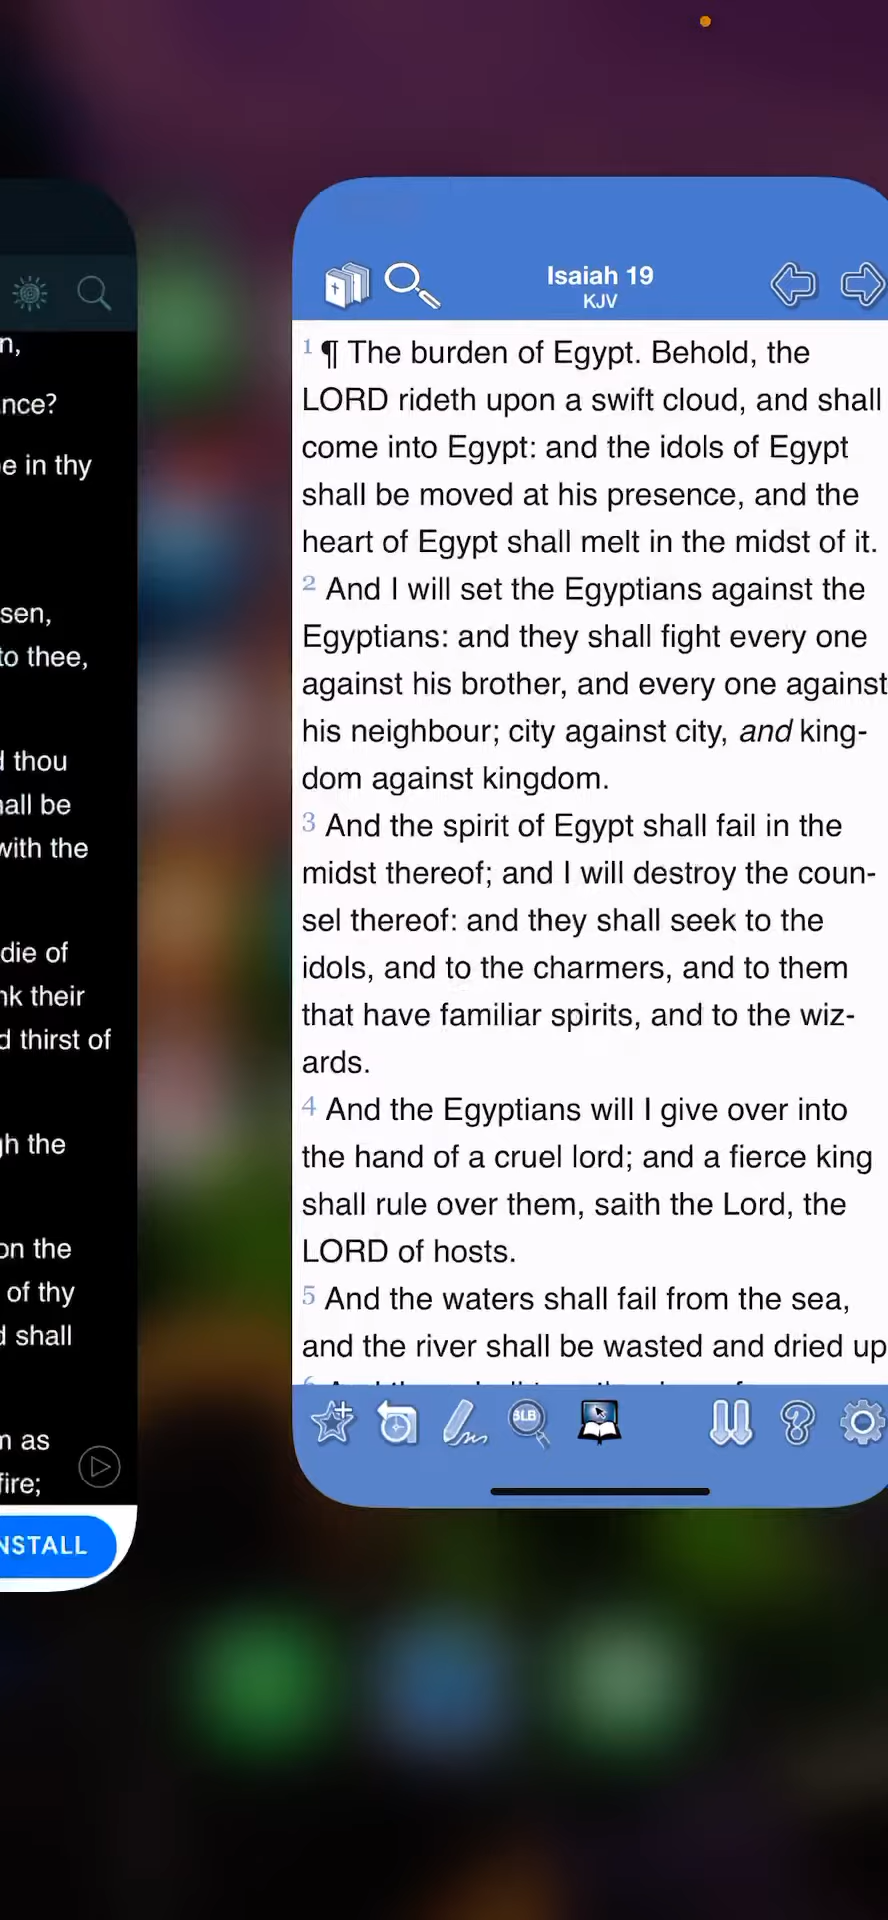 n,
nce?
e in thy
sen,
to thee,
d thou
all be
with the
die of
nk their
d thirst of
gh the
on the
of thy
d shall
m as
fire;
NSTALL
Isaiah 19
KJV
1 ¶ The burden of Egypt. Behold, the
LORD rideth upon a swift cloud, and shall
come into Egypt: and the idols of Egypt
shall be moved at his presence, and the
heart of Egypt shall melt in the midst of it.
2 And I will set the Egyptians against the
Egyptians: and they shall fight every one
against his brother, and every one against
his neighbour; city against city, and king-
dom against kingdom.
3 And the spirit of Egypt shall fail in the
midst thereof; and I will destroy the coun-
sel thereof: and they shall seek to the
idols, and to the charmers, and to them
that have familiar spirits, and to the wiz-
ards.
4 And the Egyptians will I give over into
the hand of a cruel lord; and a fierce king
shall rule over them, saith the Lord, the
LORD of hosts.
5 And the waters shall fail from the sea,
and the river shall be wasted and dried up
BLB